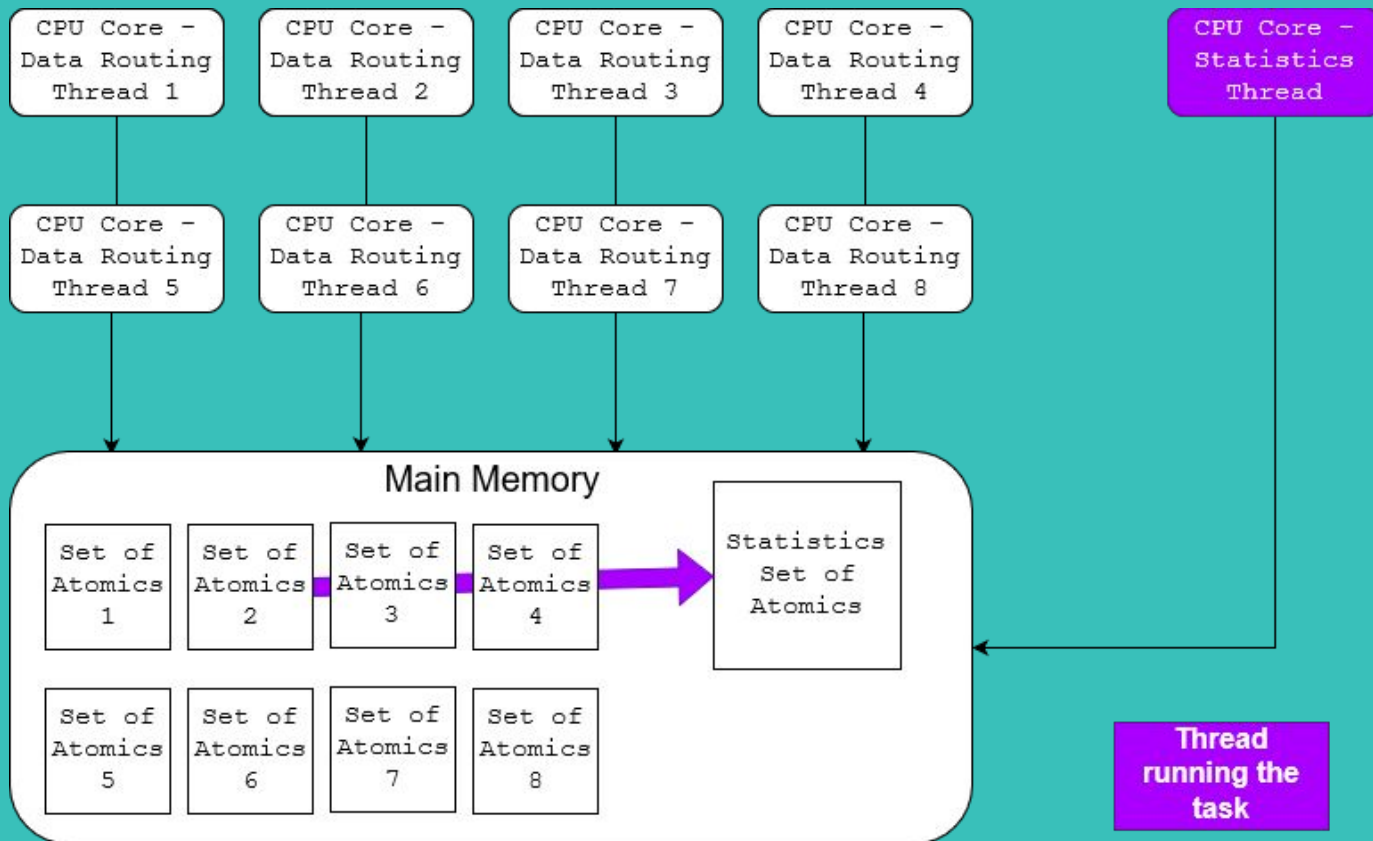 CPU Core -
Data Routing
Thread 1
CPU Core -
Data Routing
Thread 2
CPU Core -
Data Routing
Thread 3
CPU Core -
Data Routing
Thread 4
CPU Core -
Statistics
Thread
CPU Core -
Data Routing
Thread 5
CPU Core -
Data Routing
Thread 6
CPU Core -
Data Routing
Thread 7
CPU Core -
Data Routing
Thread 8
Main Memory
Set of
Atomics
1
Set of
Atomics
2
Set of
Atomics
3
Set of
Atomics
4
Statistics
Set of
Atomics
Set of
Atomics
5
Set of
Atomics
6
Set of
Atomics
7
Set of
Atomics
8
Thread
running the
task